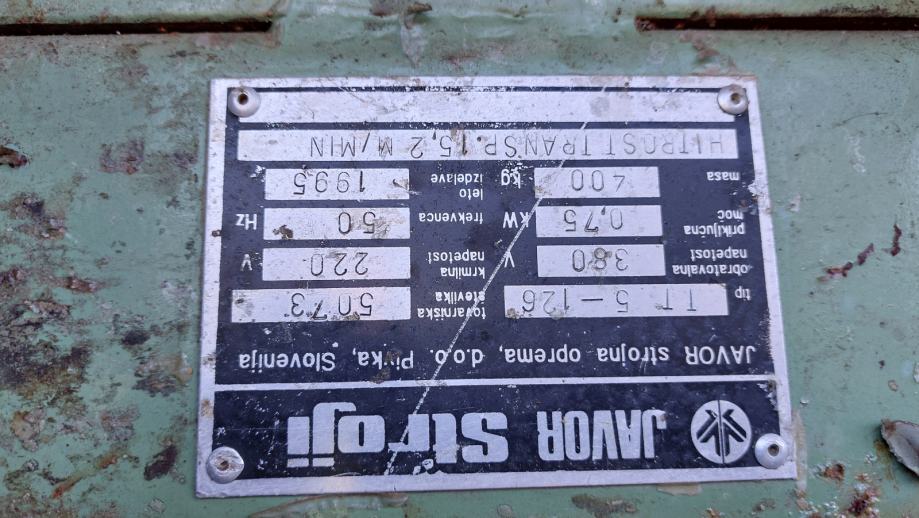 JAVOR Stroji
JAVOR strojna oprema, d.o.o. Pivka, Slovenija
tip TT 5-126 tovarniška številka 5073
obratovalna napetost 380 V krmilna napetost 220 V
priključna moč 0,75 kW frekvenca 50 Hz
masa 400 kg leto izdelave 1995
HITROST TRANSP. 15,2 M/MIN